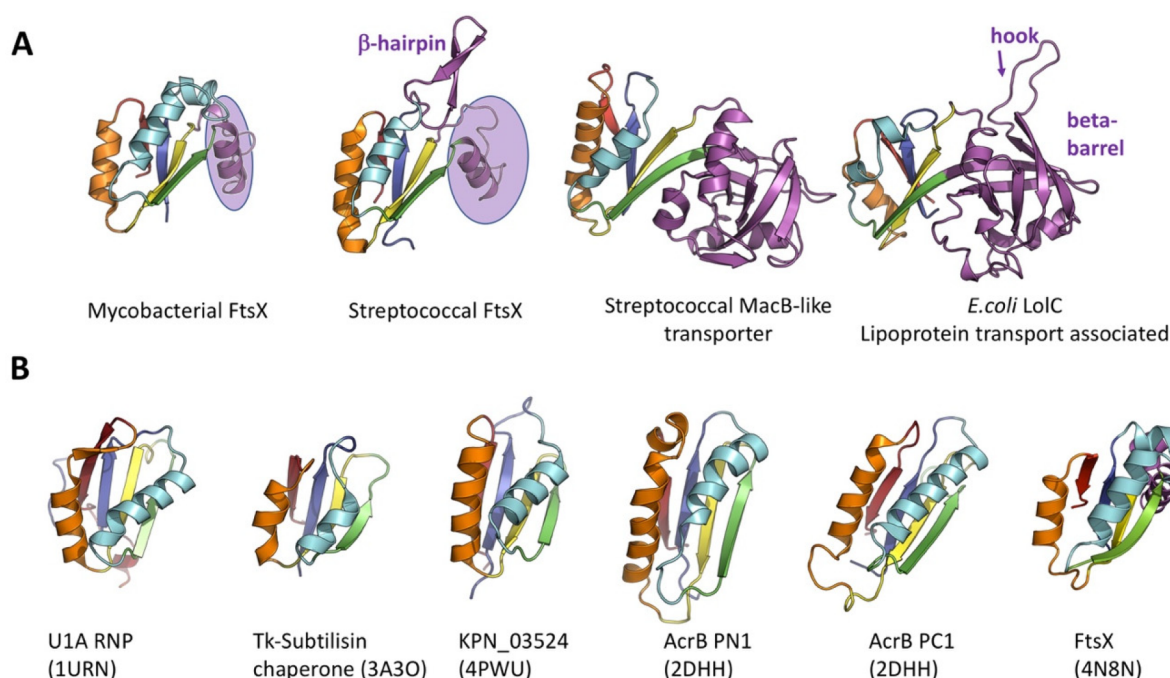 A
β-hairpin
hook
beta-
barrel
Mycobacterial FtsX
Streptococcal FtsX
Streptococcal MacB-like
transporter
E.coli LolC
Lipoprotein transport associated
B
U1A RNP
(1URN)
Tk-Subtilisin
chaperone (3A3O)
KPN_03524
(4PWU)
AcrB PN1
(2DHH)
AcrB PC1
(2DHH)
FtsX
(4N8N)